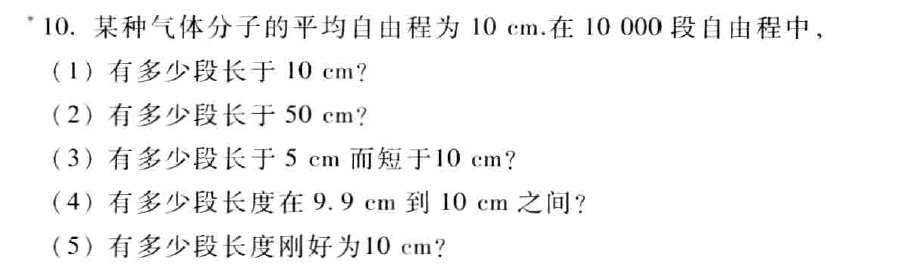 *10. 某种气体分子的平均自由程为 10 cm.在 10 000 段自由程中,
(1) 有多少段长于 10 cm?
(2) 有多少段长于 50 cm?
(3) 有多少段长于 5 cm 而短于10 cm?
(4) 有多少段长度在 9.9 cm 到 10 cm 之间?
(5) 有多少段长度刚好为10 cm?